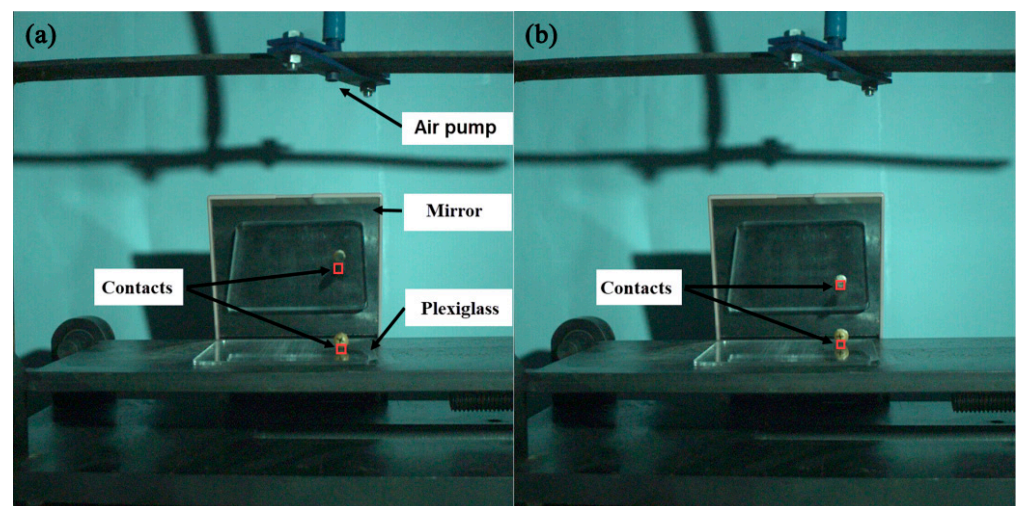 (a)
Air pump
Mirror
Contacts
Plexiglass
(b)
Contacts